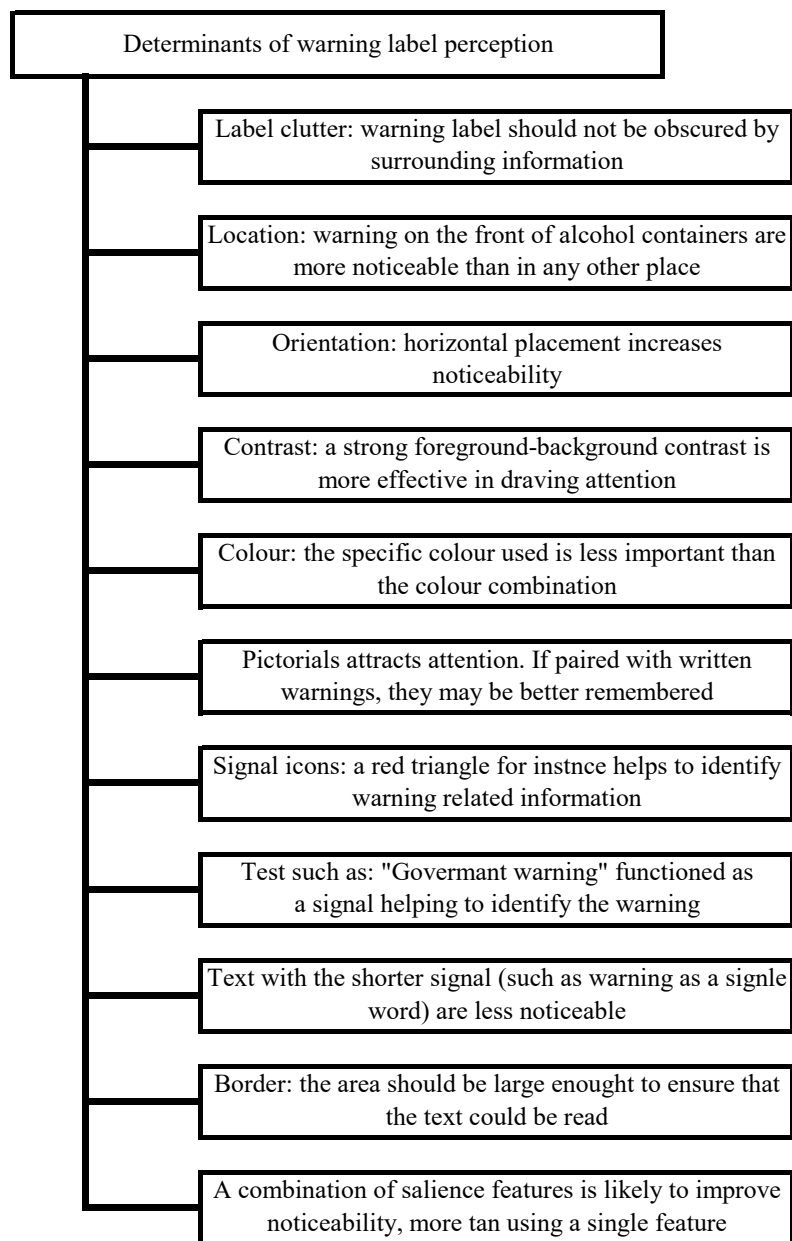 Determinants of warning label perception
Label clutter: warning label should not be obscured by
surrounding information
Location: warning on the front of alcohol containers are
more noticeable than in any other place
Orientation: horizontal placement increases
noticeability
Contrast: a strong foreground-background contrast is
more effective in draving attention
Colour: the specific colour used is less important than
the colour combination
Pictorials attracts attention. If paired with written
warnings, they may be better remembered
Signal icons: a red triangle for instnce helps to identify
warning related information
Test such as: "Govermant warning" functioned as
a signal helping to identify the warning
Text with the shorter signal (such as warning as a signle
word) are less noticeable
Border: the area should be large enought to ensure that
the text could be read
A combination of salience features is likely to improve
noticeability, more tan using a single feature